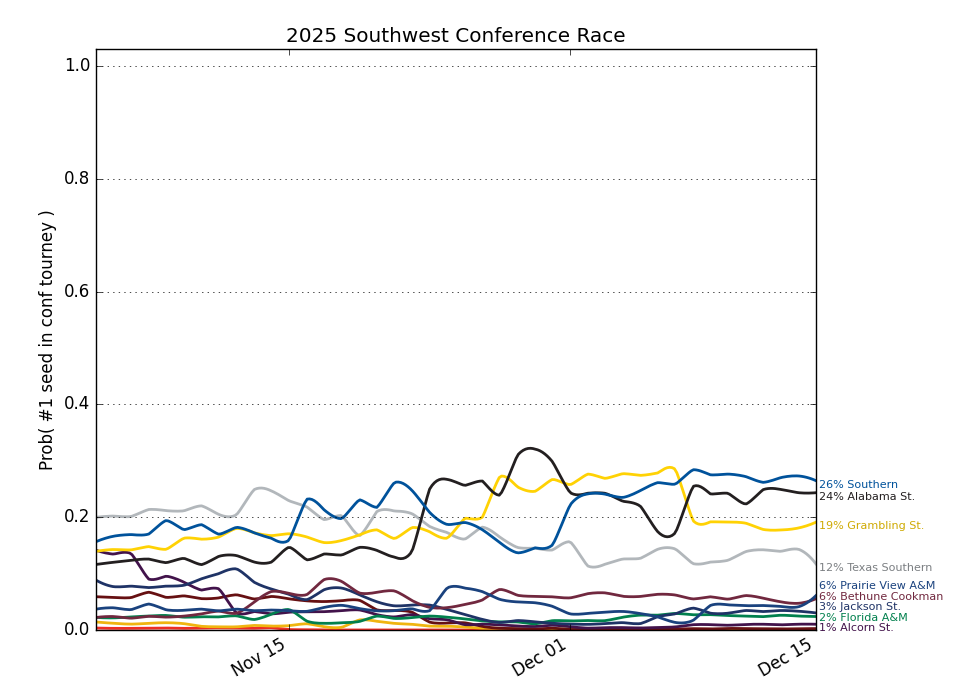 2025 Southwest Conference Race
Prob( #1 seed in conf tourney )
1.0
0.8
0.6
0.4
0.2
0.0
Nov 15
Dec 01
Dec 15
26% Southern
24% Alabama St.
19% Grambling St.
12% Texas Southern
6% Prairie View A&M
6% Bethune Cookman
3% Jackson St.
2% Florida A&M
1% Alcorn St.